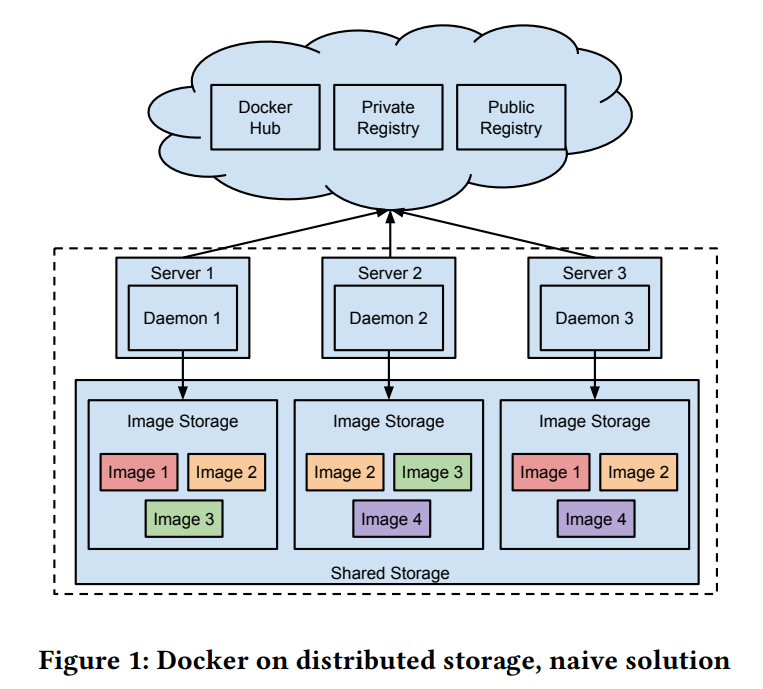 Docker
Hub
Private
Registry
Public
Registry
Server 1
Server 2
Server 3
Daemon 1
Daemon 2
Daemon 3
Image Storage
Image Storage
Image Storage
Image 1
Image 2
Image 2
Image 3
Image 1
Image 2
Image 3
Image 4
Image 4
Shared Storage
Figure 1: Docker on distributed storage, naive solution